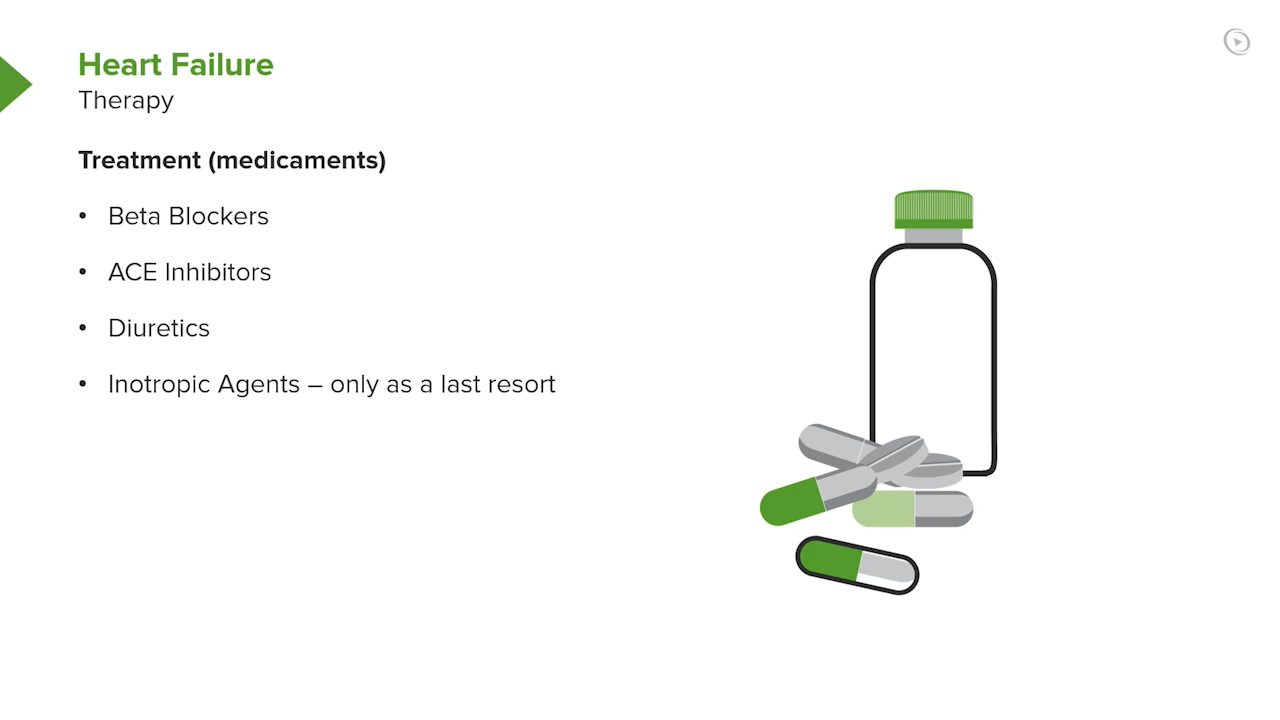 Heart Failure
Therapy
Treatment (medicaments)
• Beta Blockers
• ACE Inhibitors
• Diuretics
• Inotropic Agents – only as a last resort